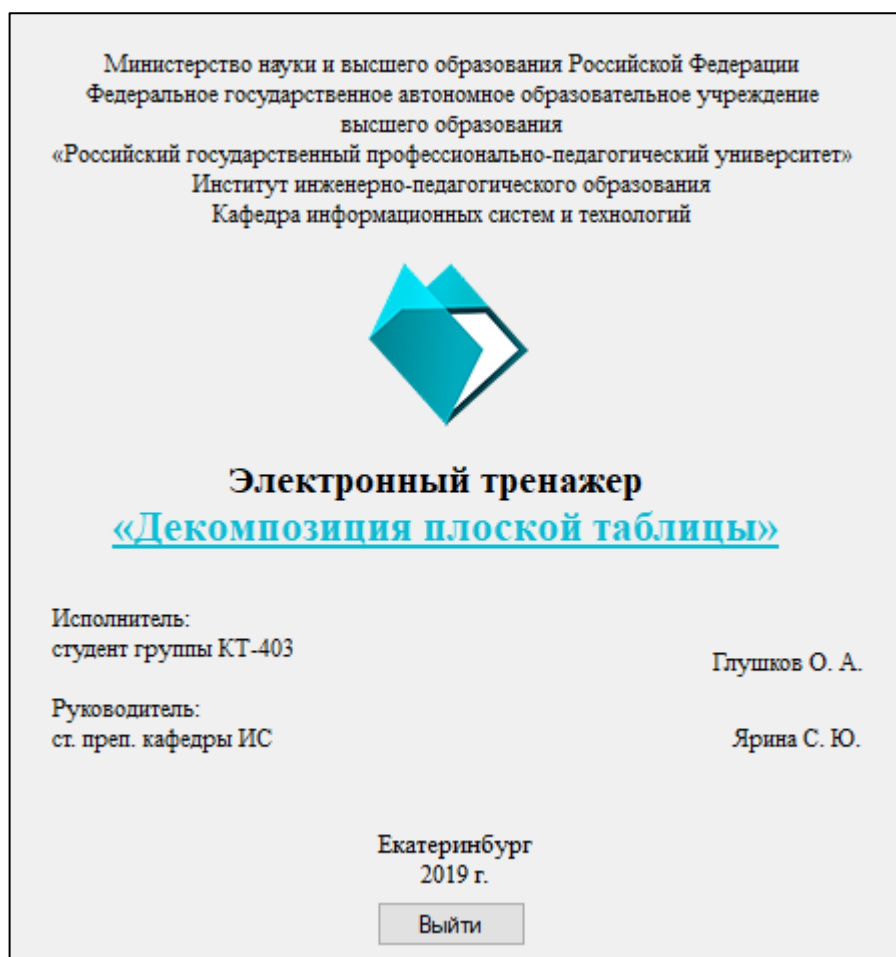 Министерство науки и высшего образования Российской Федерации
Федеральное государственное автономное образовательное учреждение
высшего образования
«Российский государственный профессионально-педагогический университет»
Институт инженерно-педагогического образования
Кафедра информационных систем и технологий
Электронный тренажер
«Декомпозиция плоской таблицы»
Исполнитель:
студент группы КТ-403
Глушков О. А.
Руководитель:
ст. преп. кафедры ИС
Ярина С. Ю.
Екатеринбург
2019 г.
Выйти